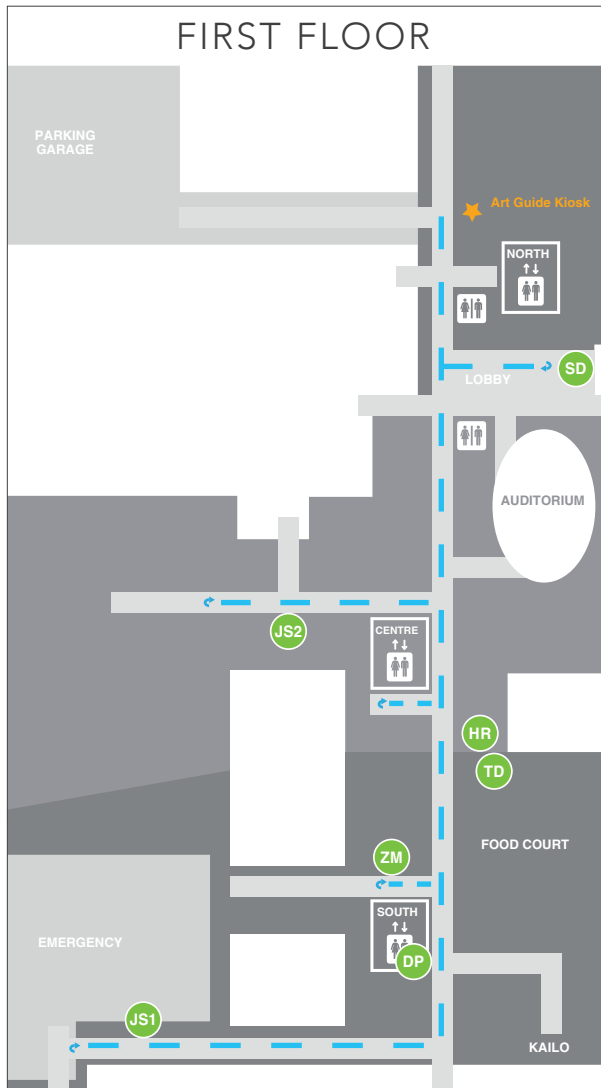 FIRST FLOOR
PARKING
GARAGE
Art Guide Kiosk
NORTH
SD
LOBBY
AUDITORIUM
JS2
CENTRE
HR
TD
FOOD COURT
ZM
SOUTH
EMERGENCY
DP
JS1
KAILO